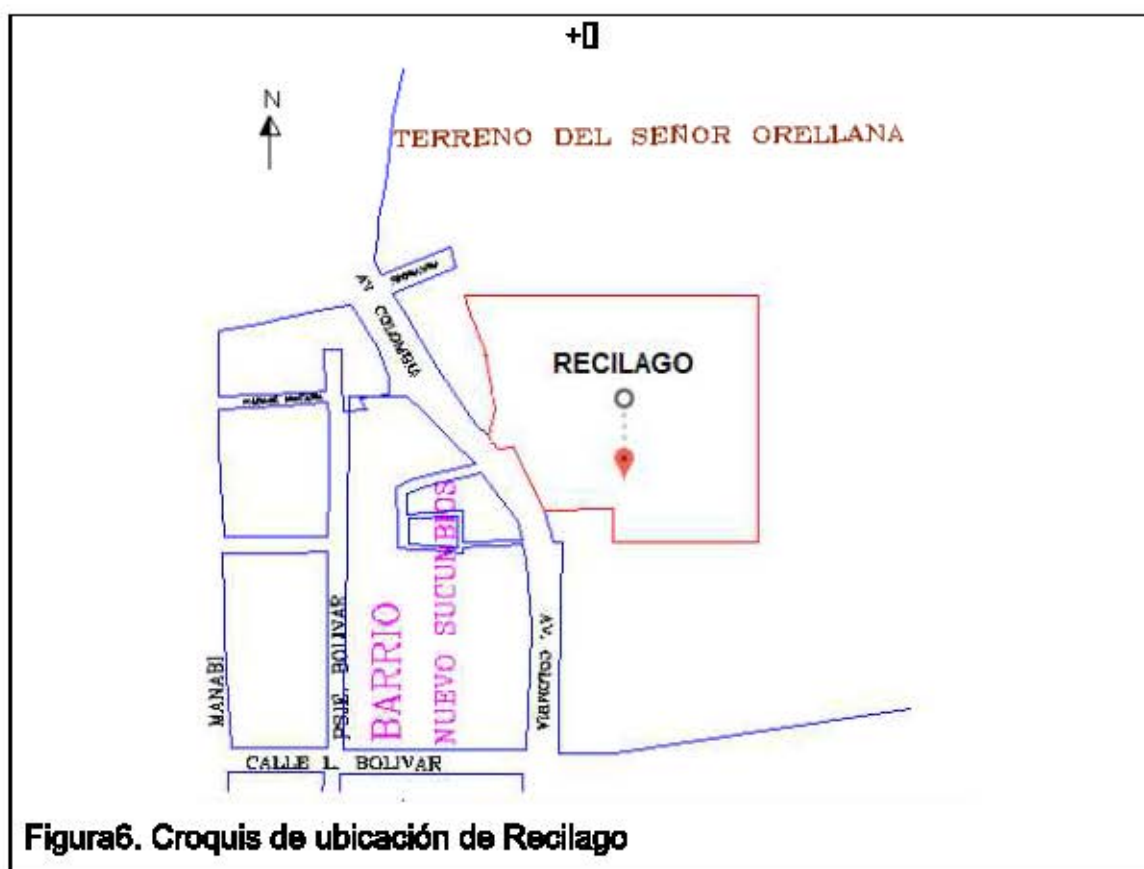 +[]
N
TERRENO DEL SEÑOR ORELLANA
AV. COLOMBIA
RECILAGO
BARRIO
NUEVO SUCUMBIOS
MANABI
PSJE. BOLIVAR
AV. COLOMBIA
CALLE L. BOLIVAR
Figura6. Croquis de ubicación de Recilago